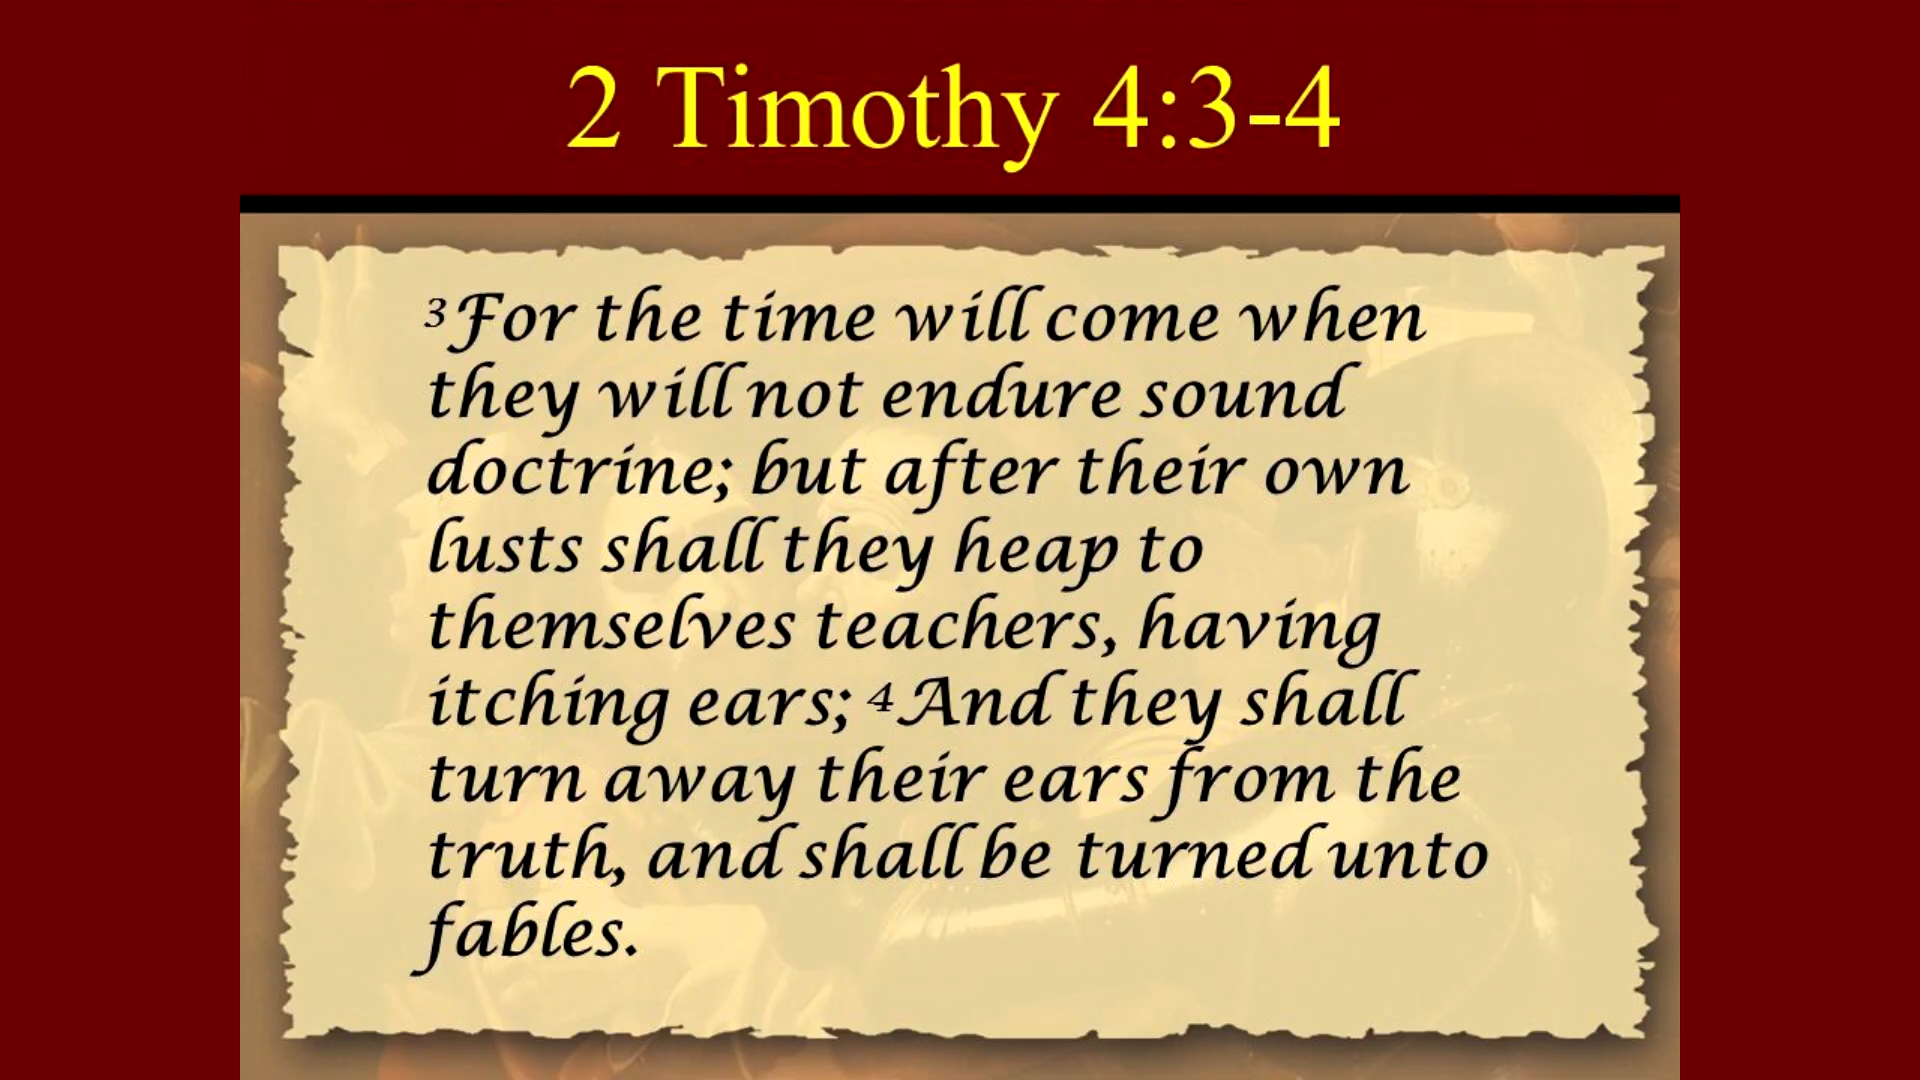 2 Timothy 4:3-4
3 For the time will come when
they will not endure sound
doctrine; but after their own
lusts shall they heap to
themselves teachers, having
itching ears; 4 And they shall
turn away their ears from the
truth, and shall be turned unto
fables.